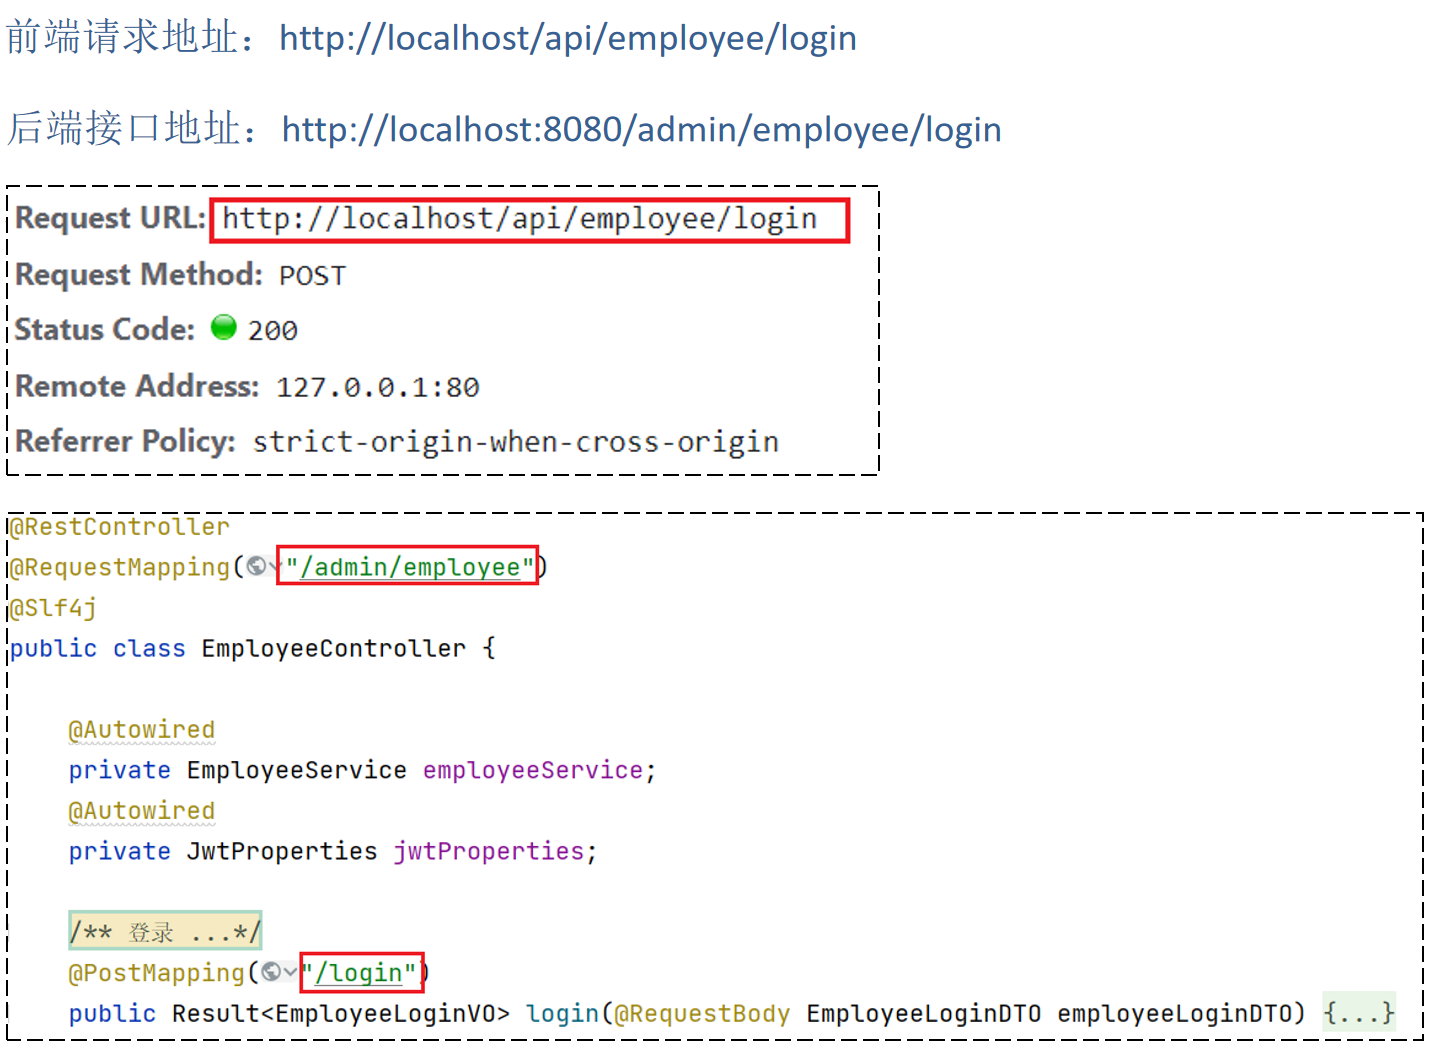 前端请求地址：http://localhost/api/employee/login
后端接口地址：http://localhost:8080/admin/employee/login
Request URL: http://localhost/api/employee/login
Request Method: POST
Status Code: 200
Remote Address: 127.0.0.1:80
Referrer Policy: strict-origin-when-cross-origin
@RestController
@RequestMapping("/admin/employee")
@Slf4j
public class EmployeeController {
@Autowired
private EmployeeService employeeService;
@Autowired
private JwtProperties jwtProperties;
/** 登录 ...*/
@PostMapping("/login")
public Result<EmployeeLoginVO> login(@RequestBody EmployeeLoginDTO employeeLoginDTO) {...}